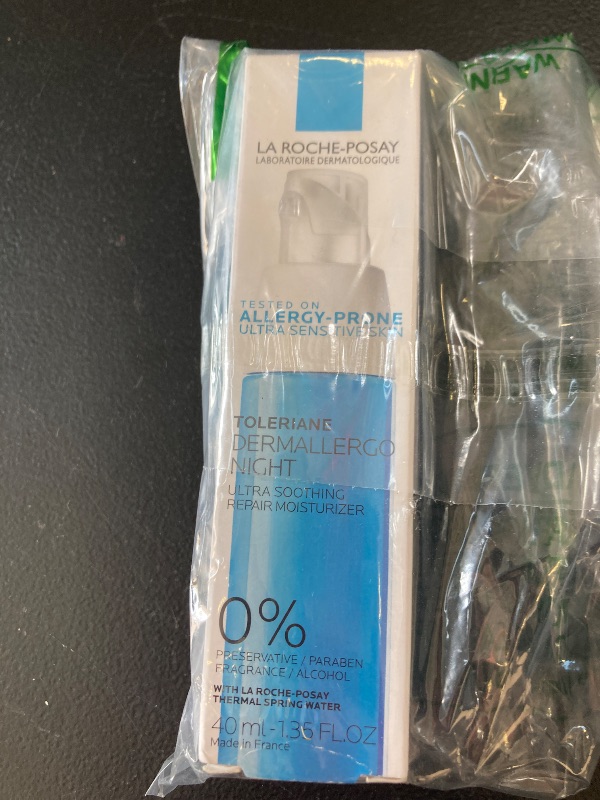 LA ROCHE-POSAY
LABORATOIRE DERMATOLOGIQUE
TESTED ON
ALLERGY-PRONE
ULTRA SENSITIVE SKIN
TOLERIANE
DERMALLERGO
NIGHT
ULTRA SOOTHING
REPAIR MOISTURIZER
0%
PRESERVATIVE / PARABEN
FRAGRANCE / ALCOHOL
WITH LA ROCHE-POSAY
THERMAL SPRING WATER
40 ml - 1.35 FL.OZ
Made in France